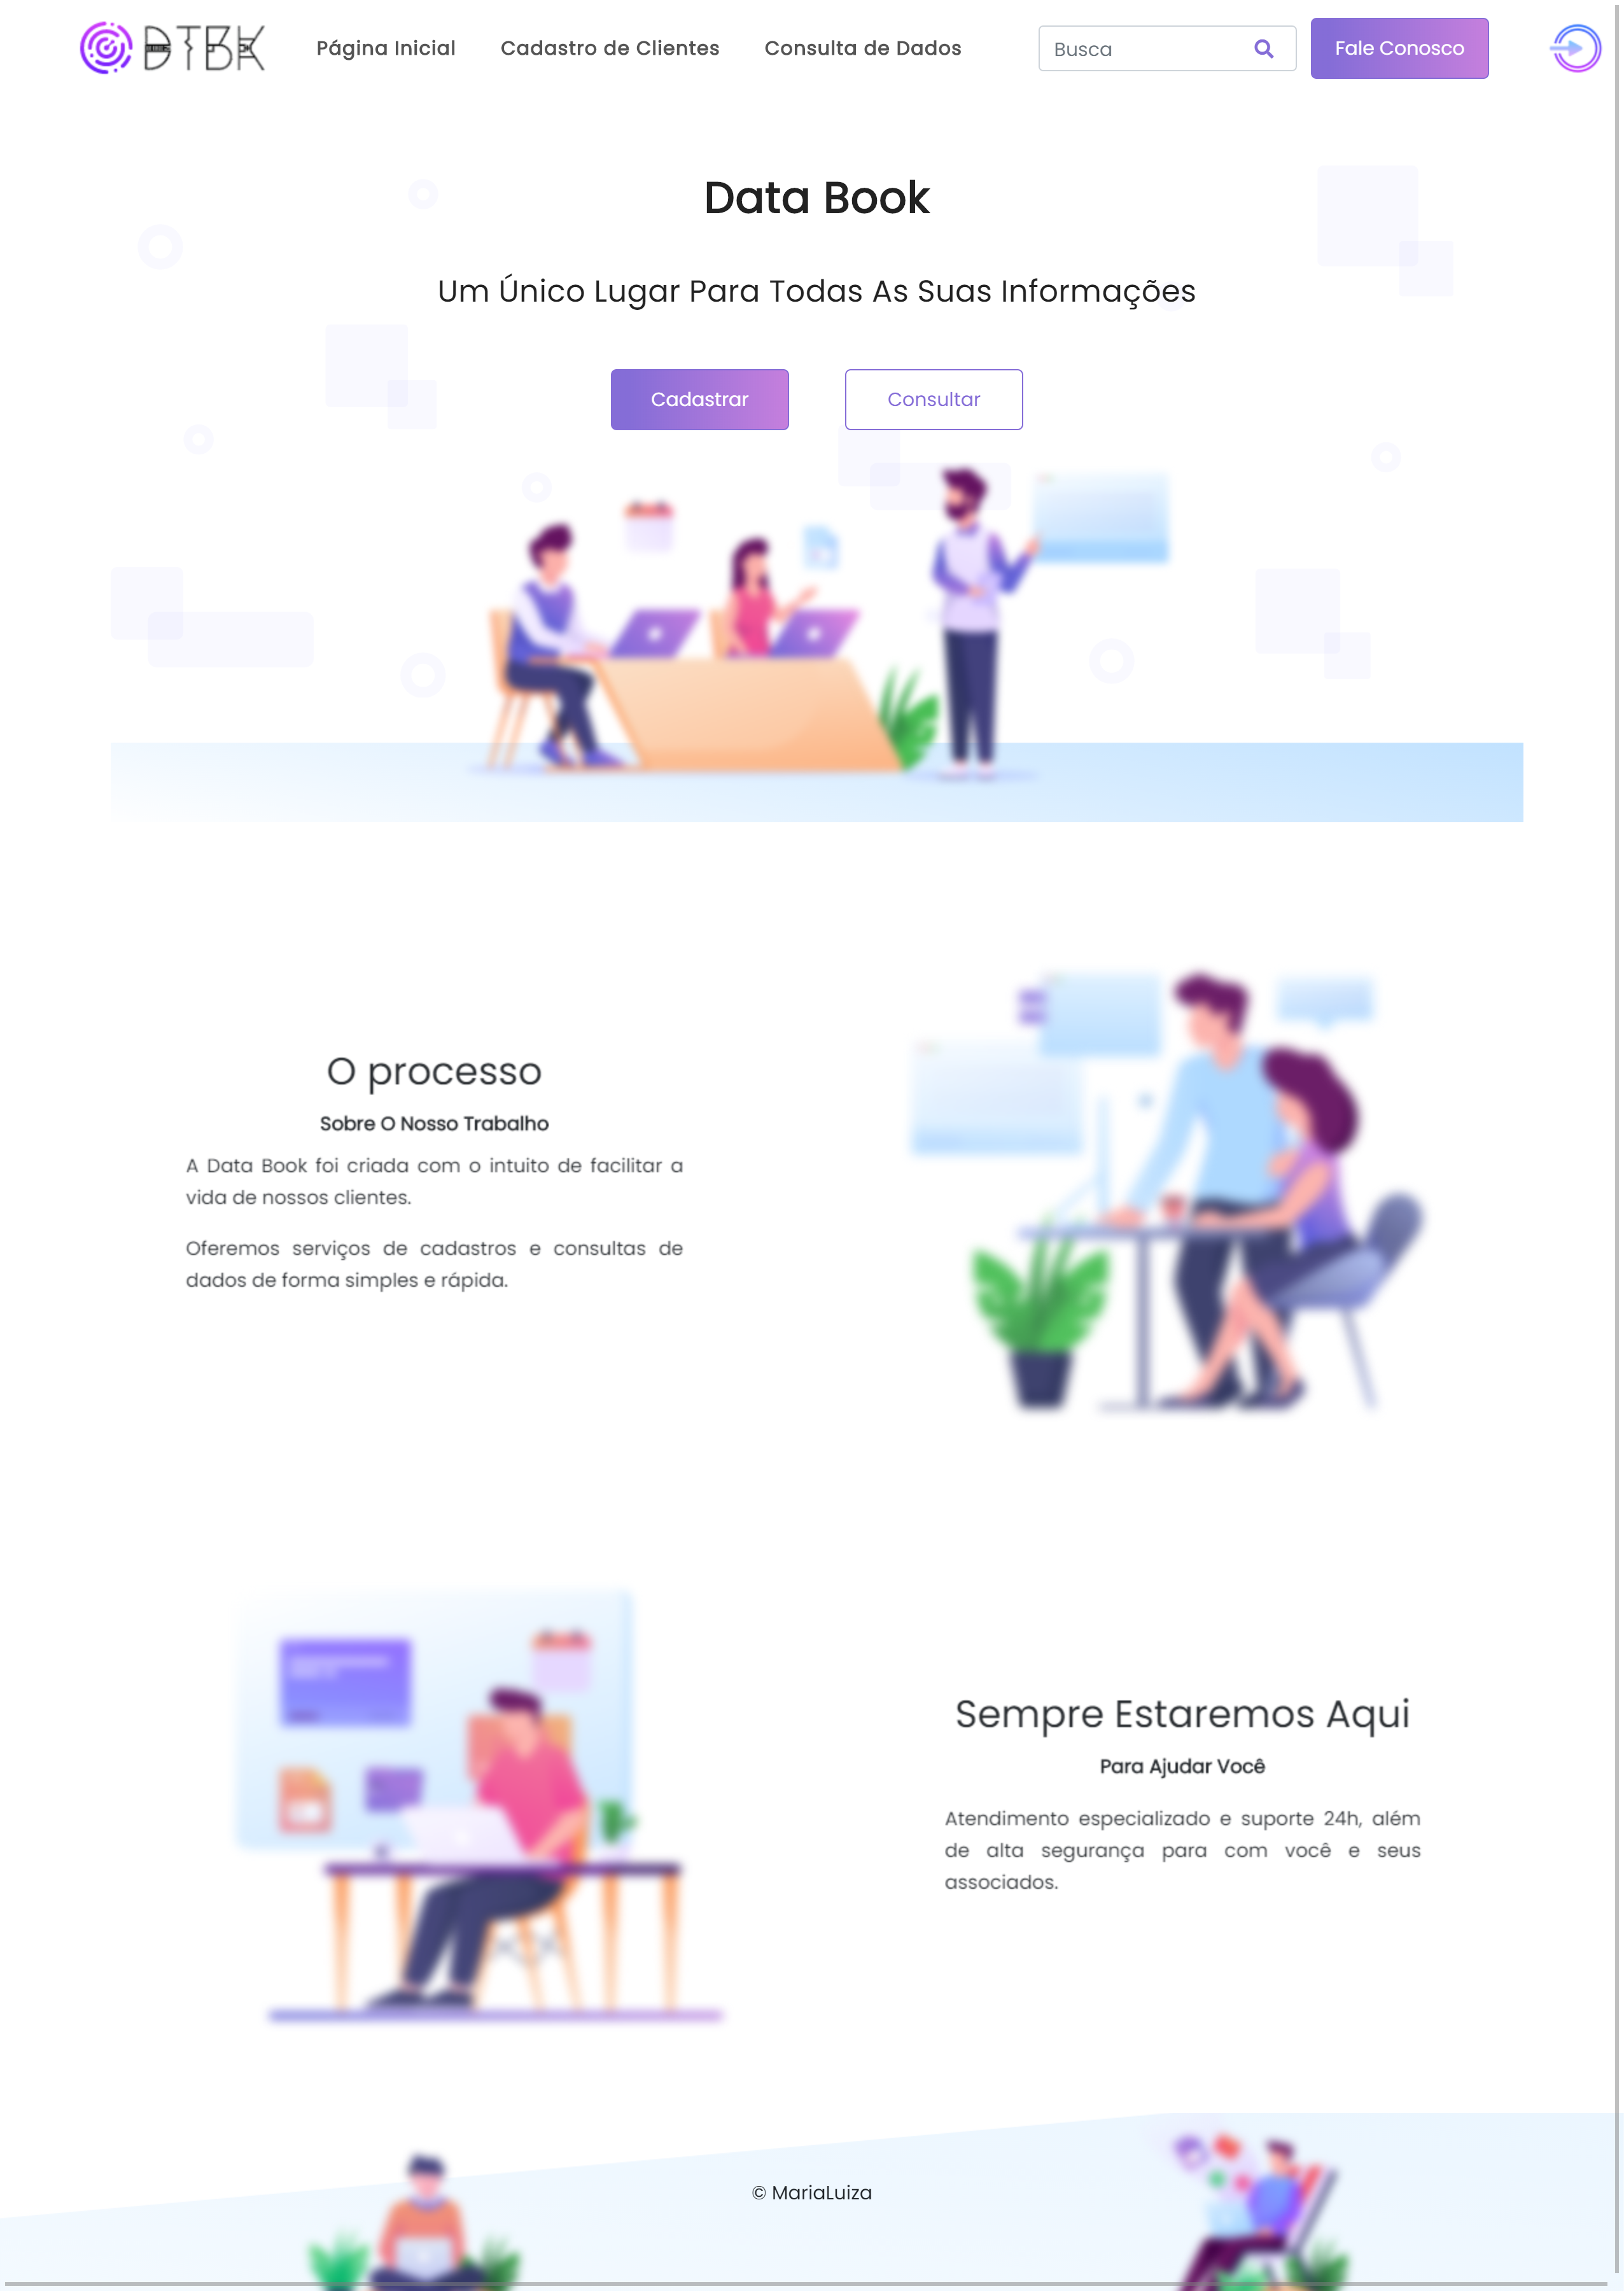 DTBK
Página Inicial
Cadastro de Clientes
Consulta de Dados
Busca
Fale Conosco
Data Book
Um Único Lugar Para Todas As Suas Informações
Cadastrar
Consultar
O processo
Sobre O Nosso Trabalho
A Data Book foi criada com o intuito de facilitar a
vida de nossos clientes.
Oferemos serviços de cadastros e consultas de
dados de forma simples e rápida.
Sempre Estaremos Aqui
Para Ajudar Você
Atendimento especializado e suporte 24h, além
de alta segurança para com você e seus
associados.
© MariaLuiza